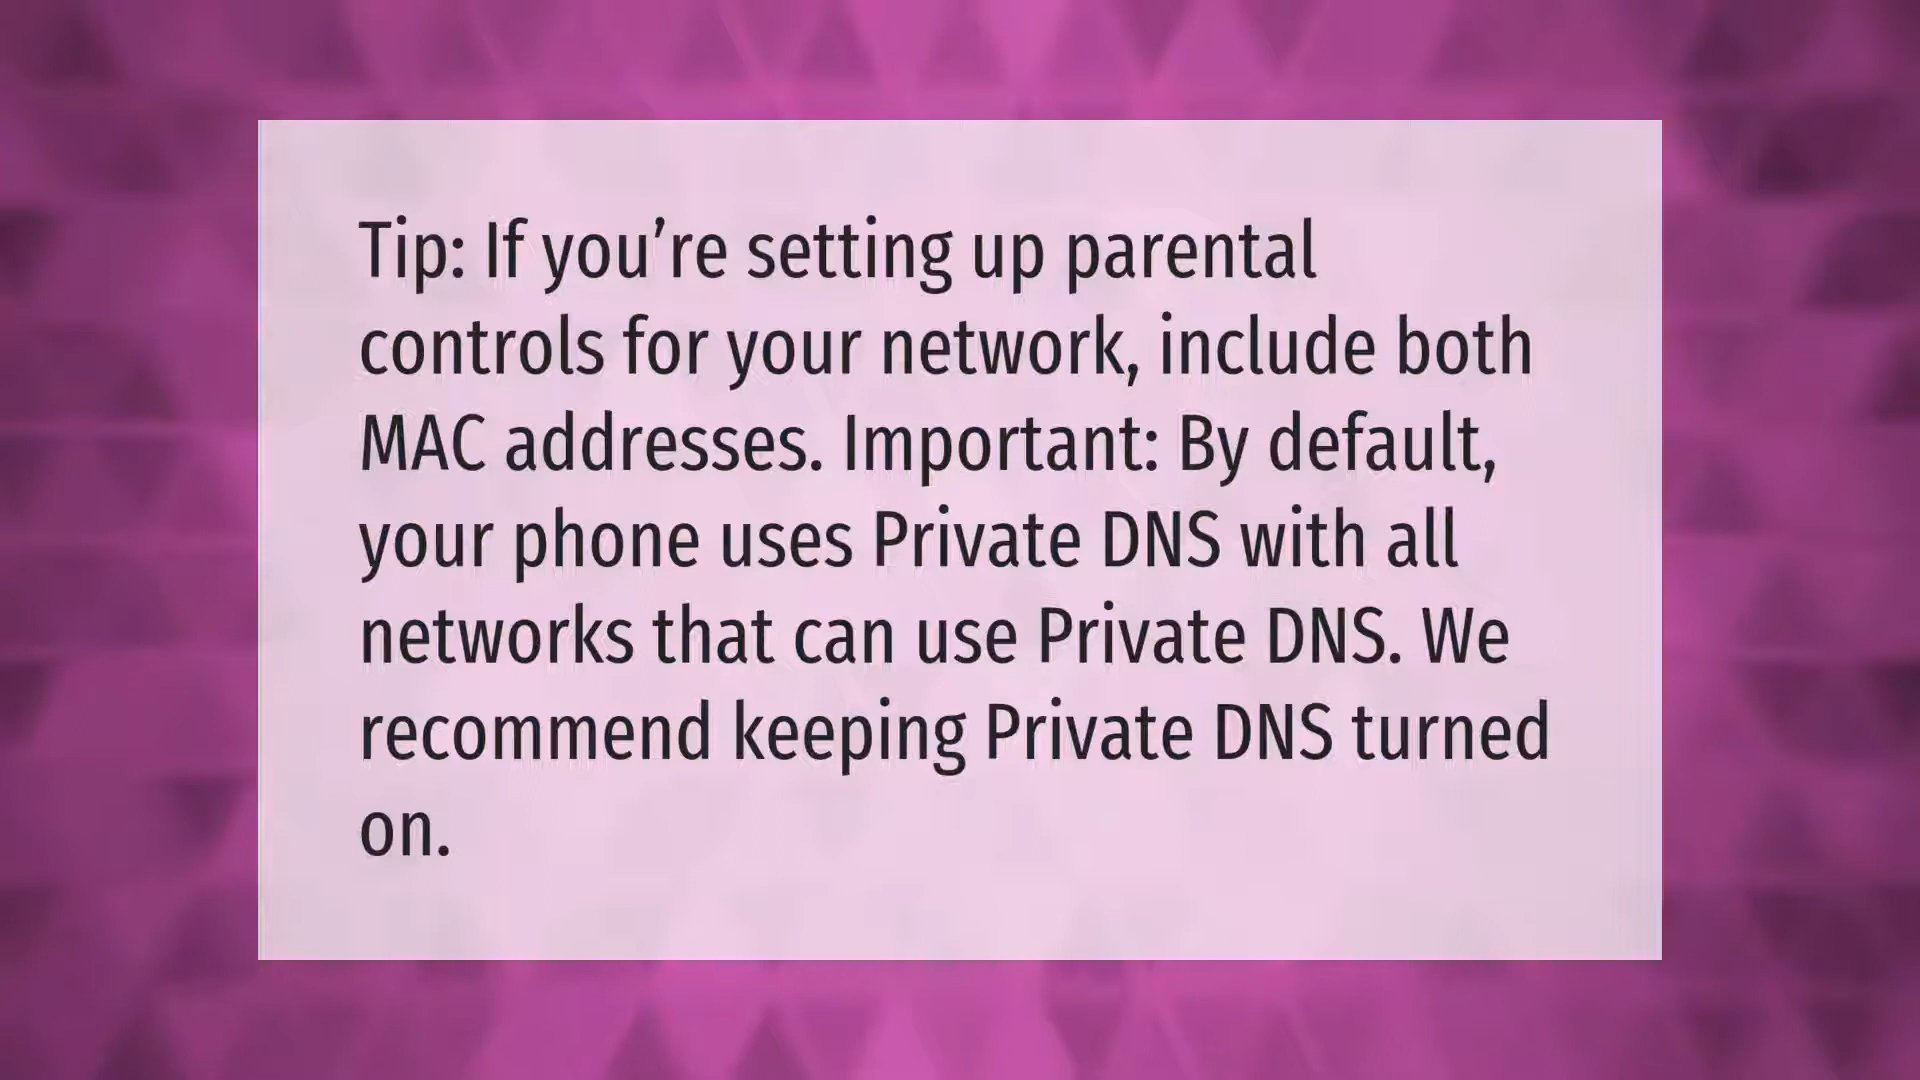 Tip: If you’re setting up parental
controls for your network, include both
MAC addresses. Important: By default,
your phone uses Private DNS with all
networks that can use Private DNS. We
recommend keeping Private DNS turned
on.